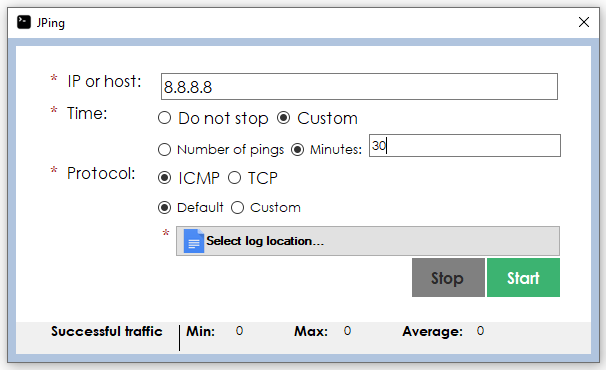 JPing
* IP or host: 8.8.8.8
* Time: Do not stop Custom
Number of pings Minutes: 30
* Protocol: ICMP TCP
Default Custom
* Select log location...
Stop Start
Successful traffic Min: 0 Max: 0 Average: 0